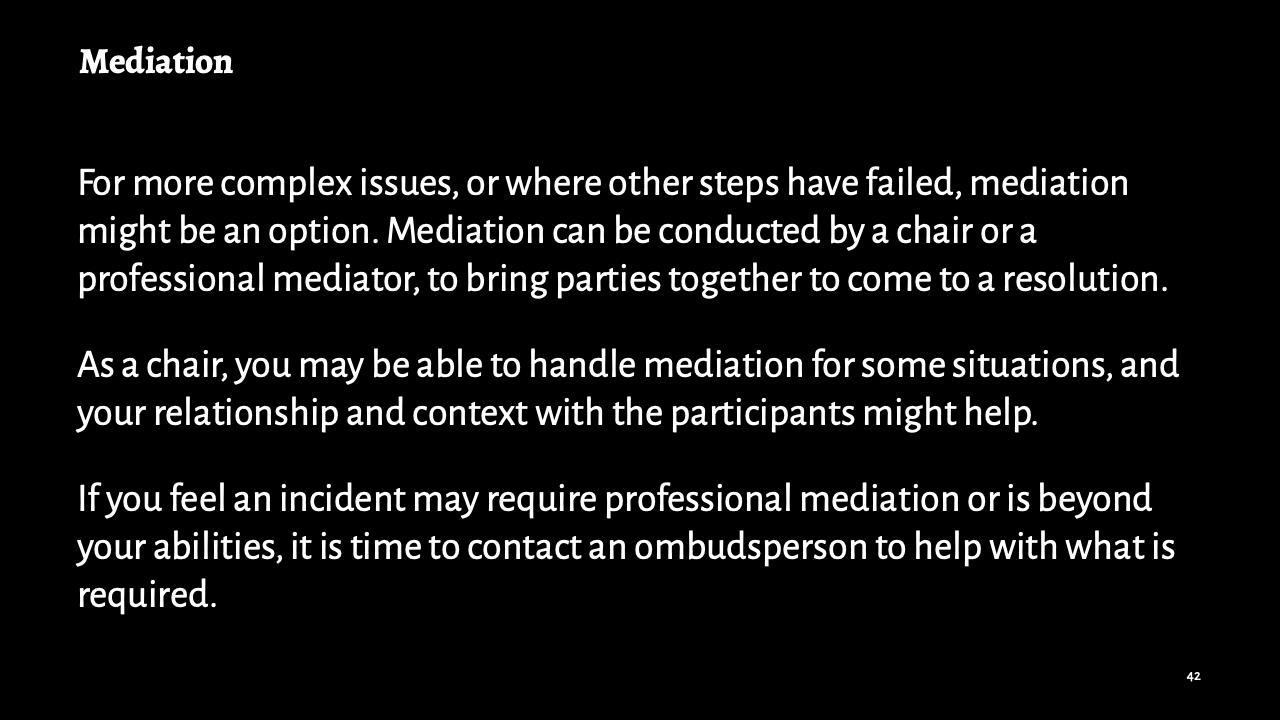 Mediation
For more complex issues, or where other steps have failed, mediation
might be an option. Mediation can be conducted by a chair or a
professional mediator, to bring parties together to come to a resolution.
As a chair, you may be able to handle mediation for some situations, and
your relationship and context with the participants might help.
If you feel an incident may require professional mediation or is beyond
your abilities, it is time to contact an ombudsperson to help with what is
required.
42